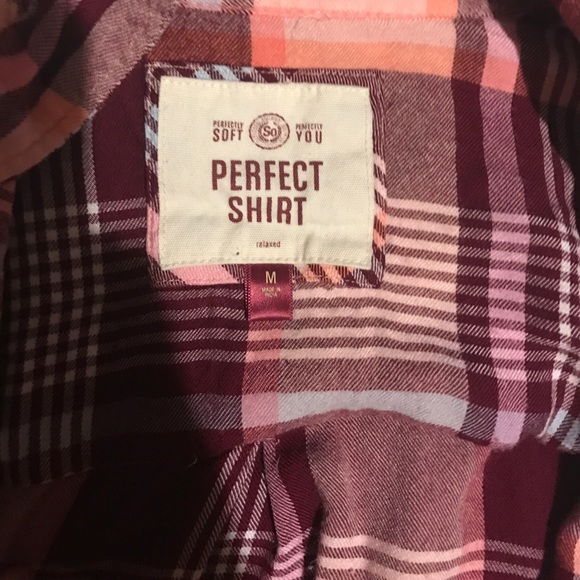 PERFECTLY SOFT So PERFECTLY YOU
PERFECT
SHIRT
relaxed
M
MADE IN
INDIA